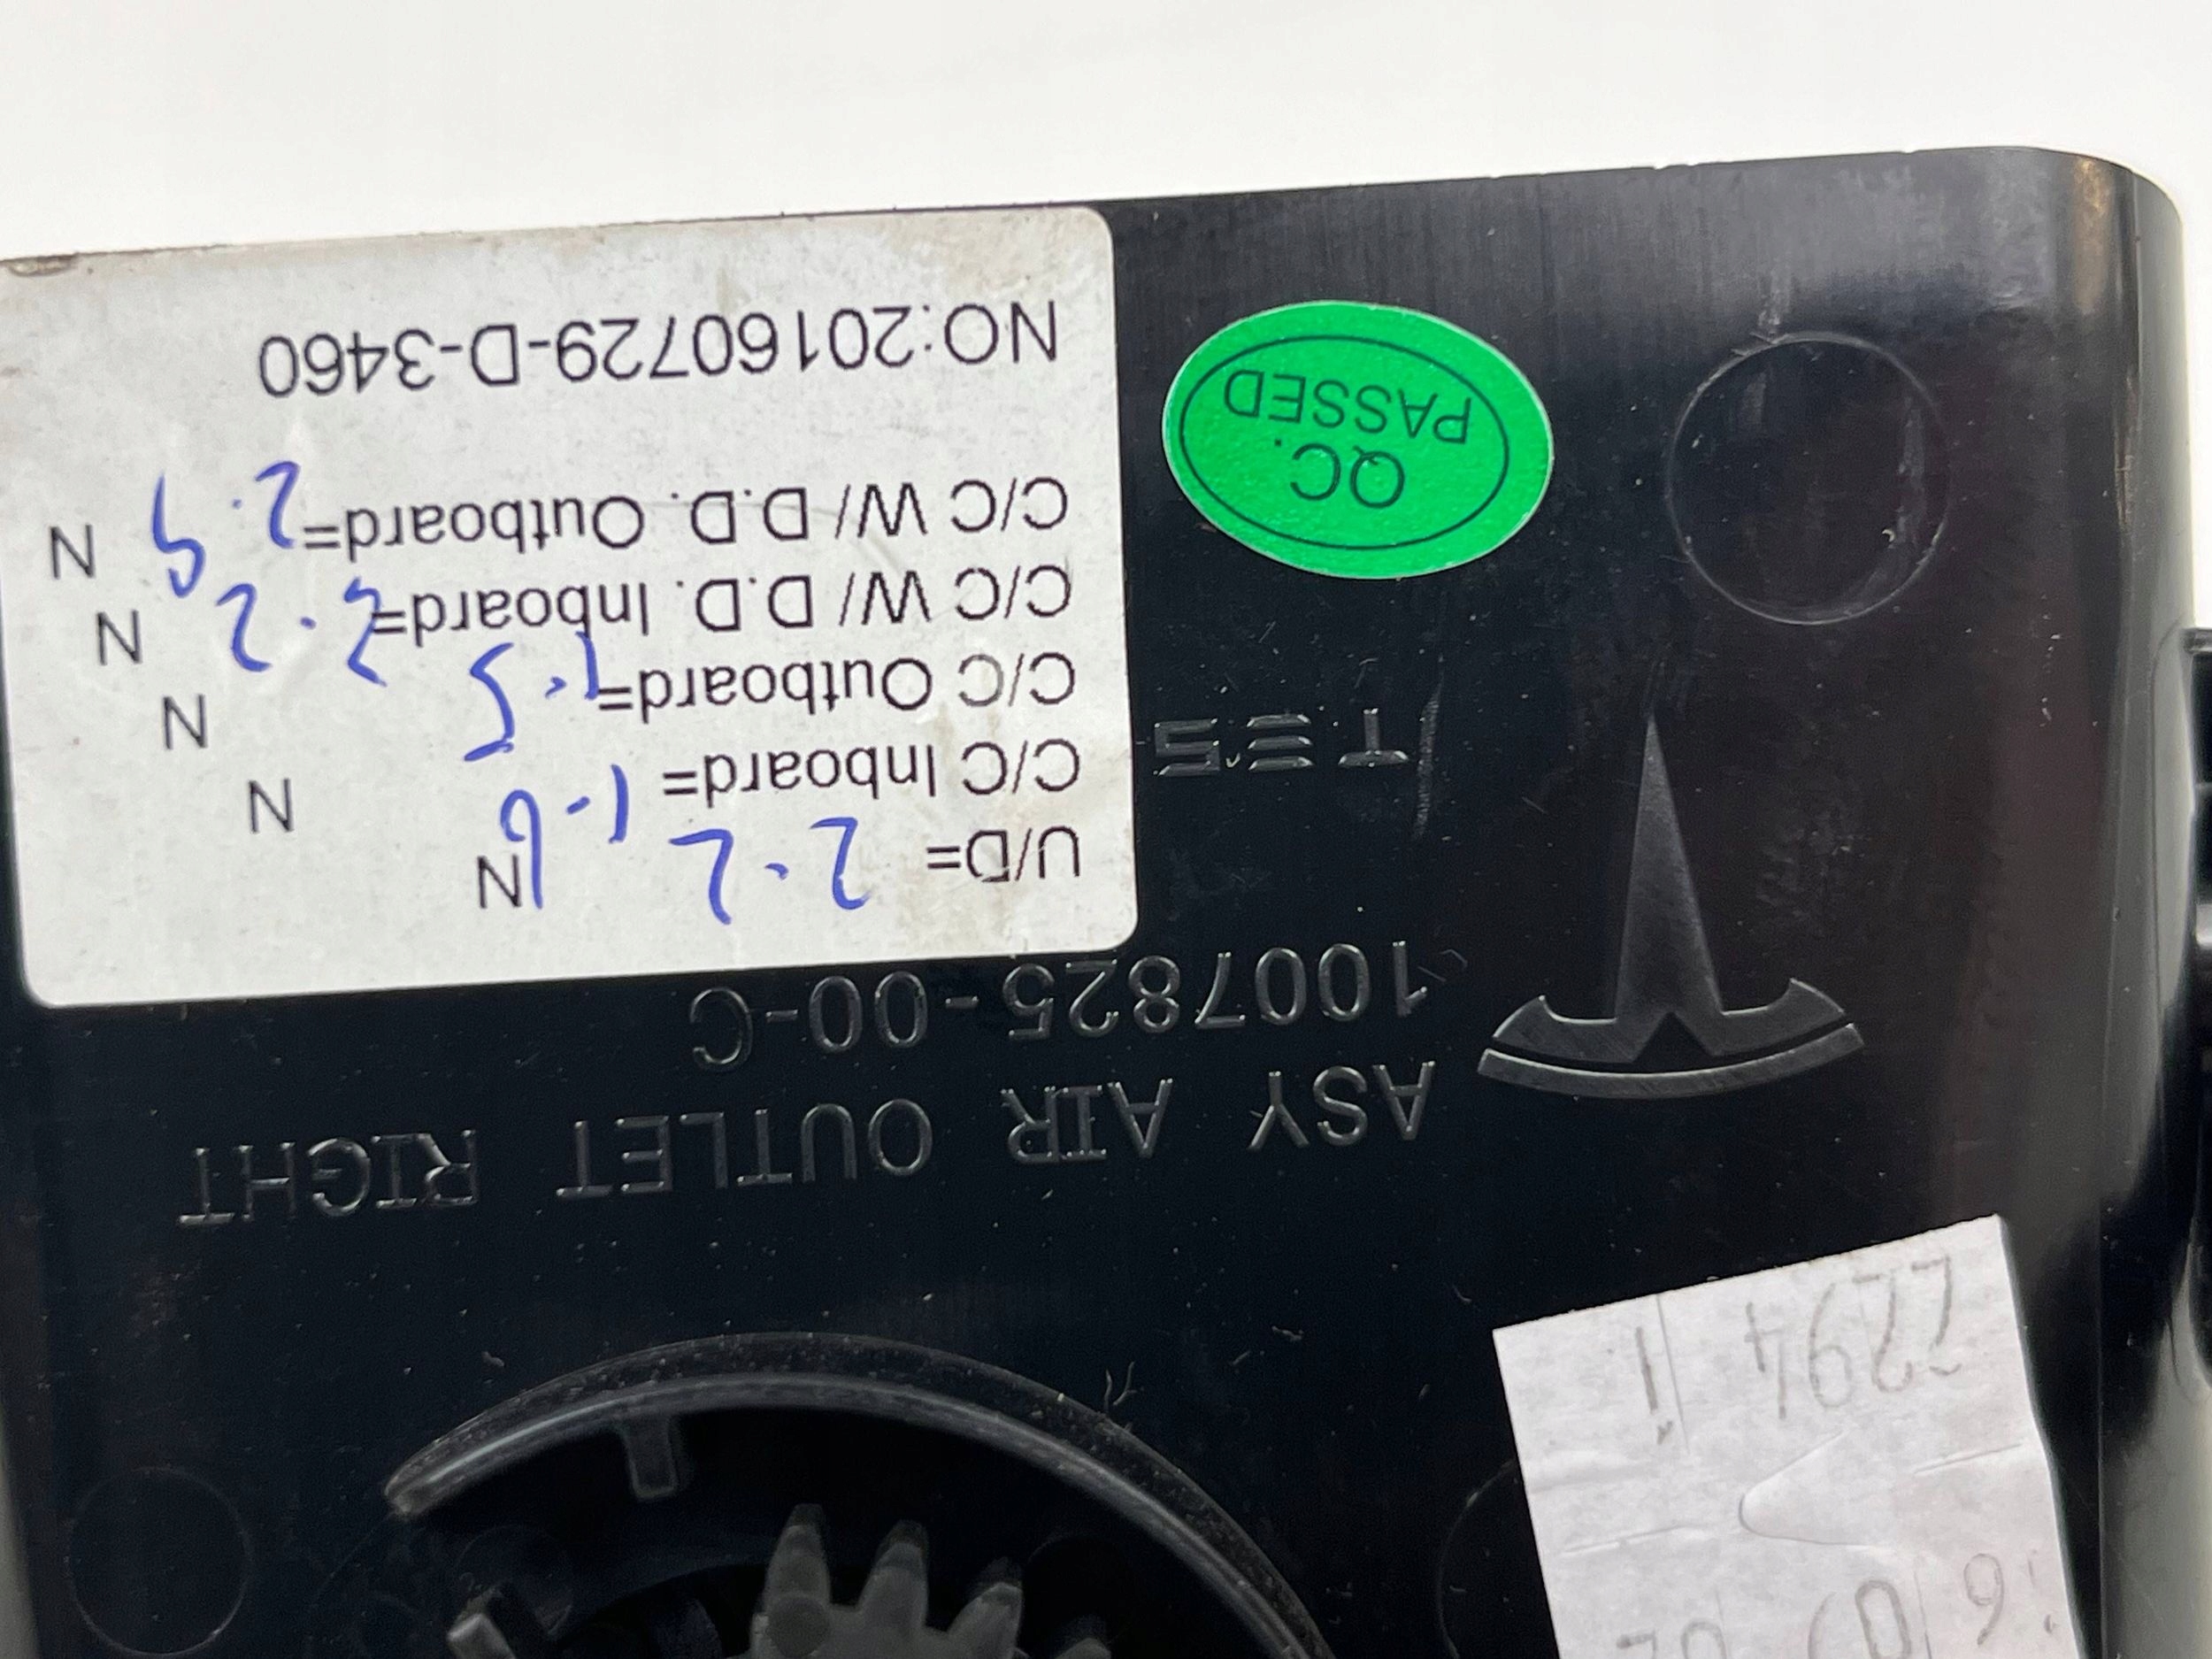 ASY AIR OUTLET RIGHT
1007825-00-C
U/D= 2.2 N
C/C Inboard= 1.6 N
C/C Outboard=1.5 N
C/C W/ D.D. Inboard=2.2 N
C/C W/ D.D. Outboard=2.9 N
NO:20160729-D-3460
TES
QC.
PASSED